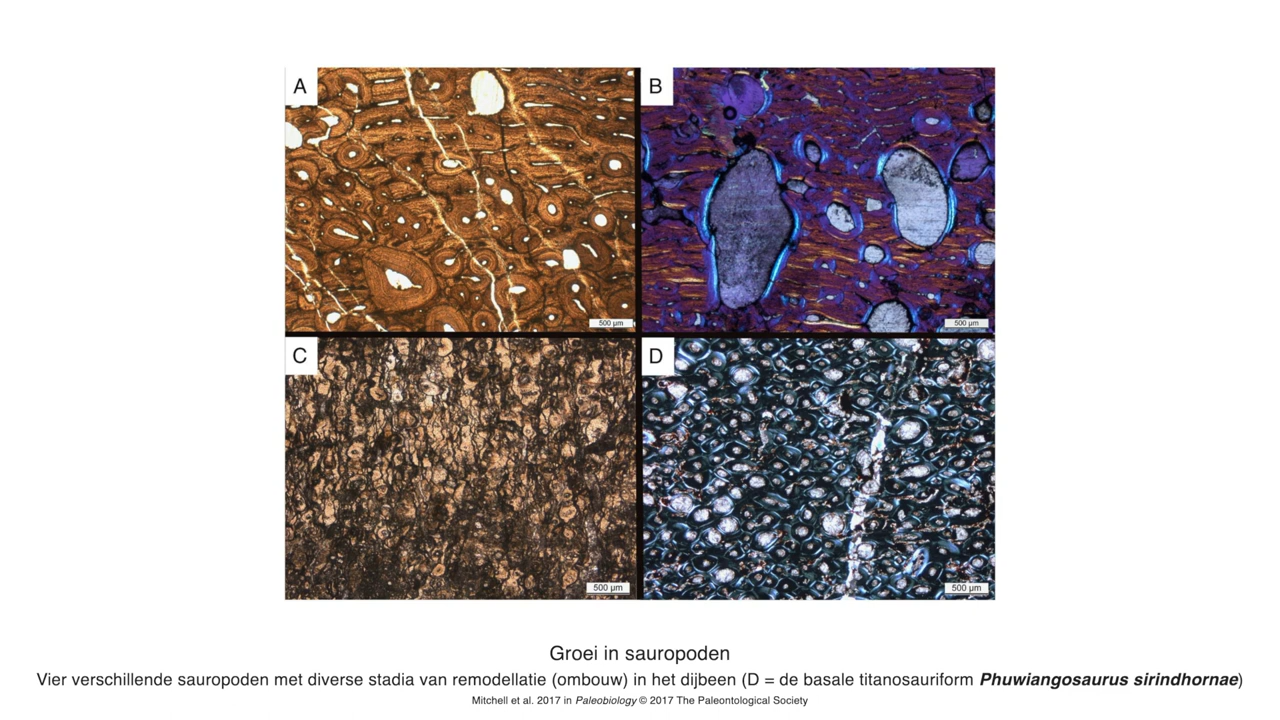 A
B
500 µm
500 µm
C
D
500 µm
500 µm
Groei in sauropoden
Vier verschillende sauropoden met diverse stadia van remodellatie (ombouw) in het dijbeen (D = de basale titanosauriform Phuwiangosaurus sirindhornae)
Mitchell et al. 2017 in Paleobiology © 2017 The Paleontological Society